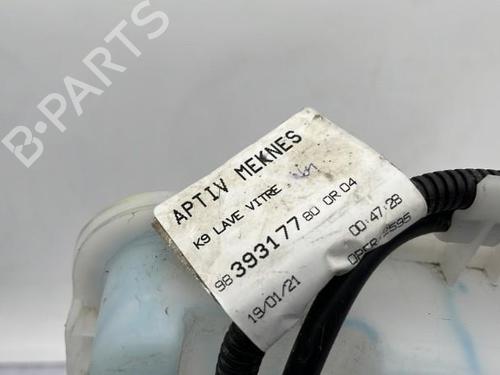 B-PARTS
APTIV MEKNES
K9 LAVE VITRE
98 393177 80 OR 04
19/01/21 00:47:28